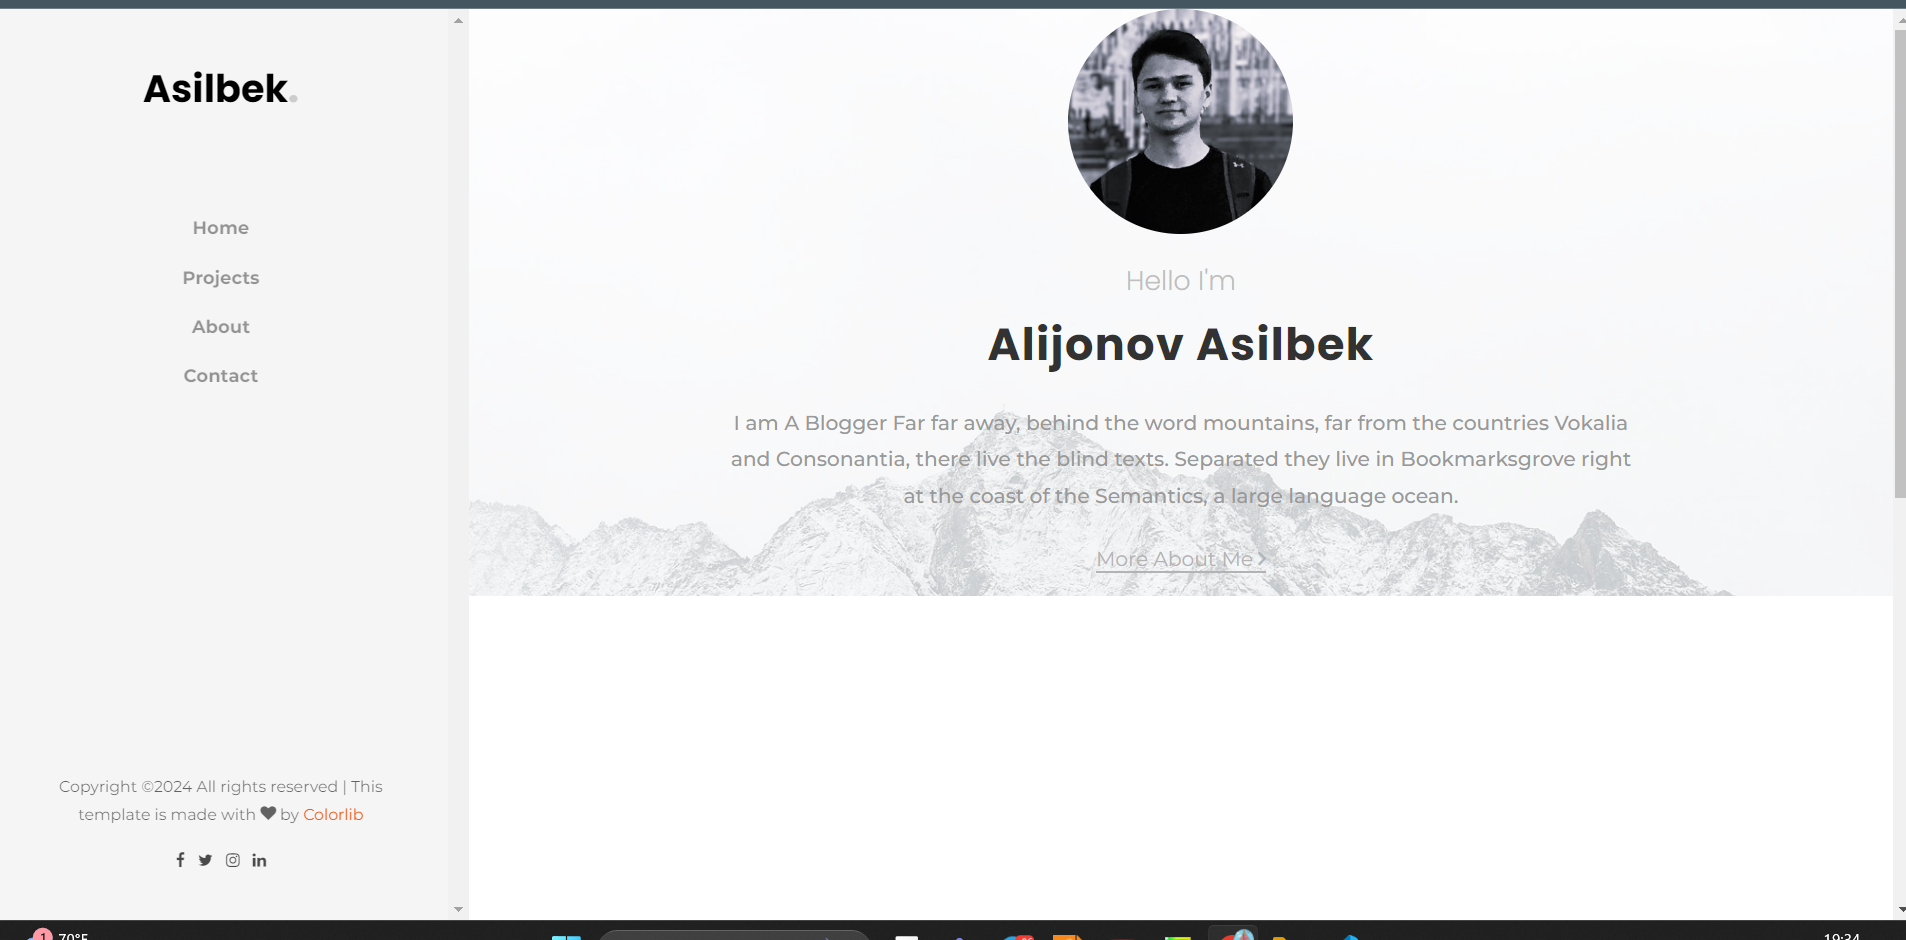 Asilbek.
Home
Projects
About
Contact
Copyright ©2024 All rights reserved | This
template is made with ♥ by Colorlib
Hello I'm
Alijonov Asilbek
I am A Blogger Far far away, behind the word mountains, far from the countries Vokalia
and Consonantia, there live the blind texts. Separated they live in Bookmarksgrove right
at the coast of the Semantics, a large language ocean.
More About Me >
1
70°F
19:34